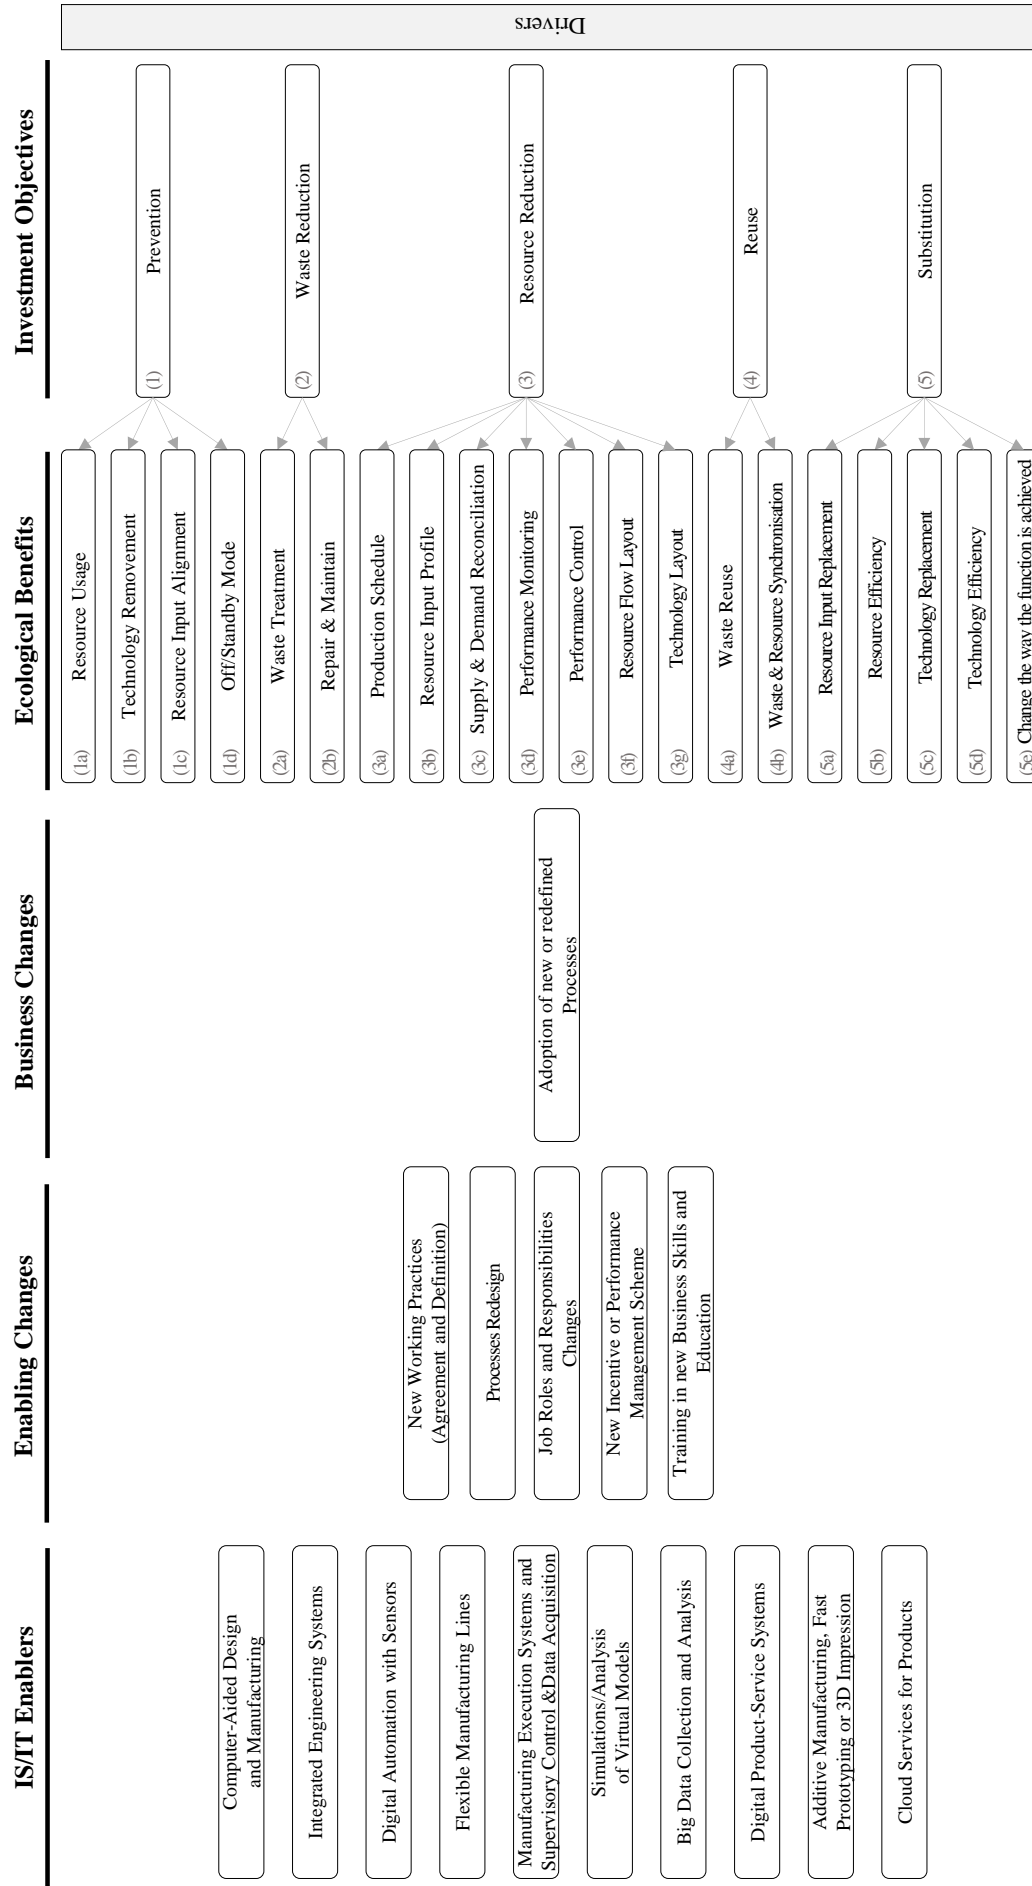 IS/IT Enablers
Computer-Aided Design
and Manufacturing
Integrated Engineering Systems
Digital Automation with Sensors
Flexible Manufacturing Lines
Manufacturing Execution Systems and
Supervisory Control &Data Acquisition
Simulations/Analysis
of Virtual Models
Big Data Collection and Analysis
Digital Product-Service Systems
Additive Manufacturing, Fast
Prototyping or 3D Impression
Cloud Services for Products
Enabling Changes
New Working Practices
(Agreement and Definition)
Processes Redesign
Job Roles and Responsibilities
Changes
New Incentive or Performance
Management Scheme
Training in new Business Skills and
Education
Business Changes
Adoption of new or redefined
Processes
Ecological Benefits
(1a) Resource Usage
(1b) Technology Removement
(1c) Resource Input Alignment
(1d) Off/Standby Mode
(2a) Waste Treatment
(2b) Repair & Maintain
(3a) Production Schedule
(3b) Resource Input Profile
(3c) Supply & Demand Reconciliation
(3d) Performance Monitoring
(3e) Performance Control
(3f) Resource Flow Layout
(3g) Technology Layout
(4a) Waste Reuse
(4b) Waste & Resource Synchronisation
(5a) Resource Input Replacement
(5b) Resource Efficiency
(5c) Technology Replacement
(5d) Technology Efficiency
(5e) Change the way the function is achieved
Investment Objectives
(1) Prevention
(2) Waste Reduction
(3) Resource Reduction
(4) Reuse
(5) Substitution
Drivers